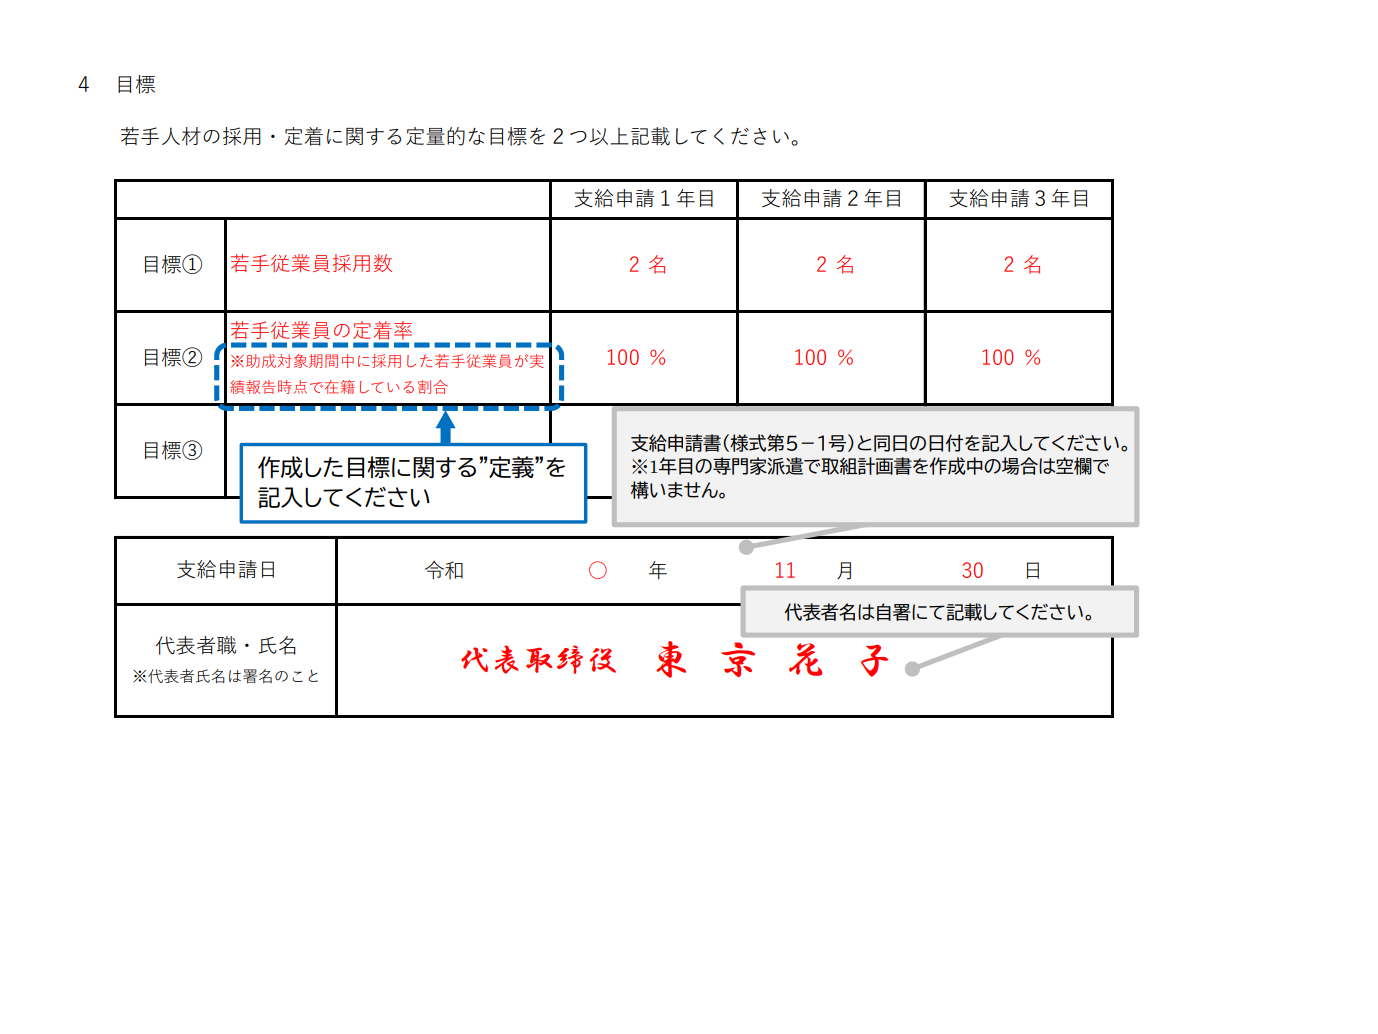 4 目標
若手人材の採用・定着に関する定量的な目標を２つ以上記載してください。
支給申請１年目 支給申請２年目 支給申請３年目
目標① 若手従業員採用数 2 名 2 名 2 名
目標② 若手従業員の定着率
※助成対象期間中に採用した若手従業員が実
績報告時点で在籍している割合
100 % 100 % 100 %
目標③
作成した目標に関する”定義”を
記入してください
支給申請書（様式第５－１号）と同日の日付を記入してください。
※1年目の専門家派遣で取組計画書を作成中の場合は空欄で
構いません。
支給申請日 令和 〇 年 11 月 30 日
代表者名は自署にて記載してください。
代表者職・氏名
※代表者氏名は署名のこと
代表取締役 東 京 花 子